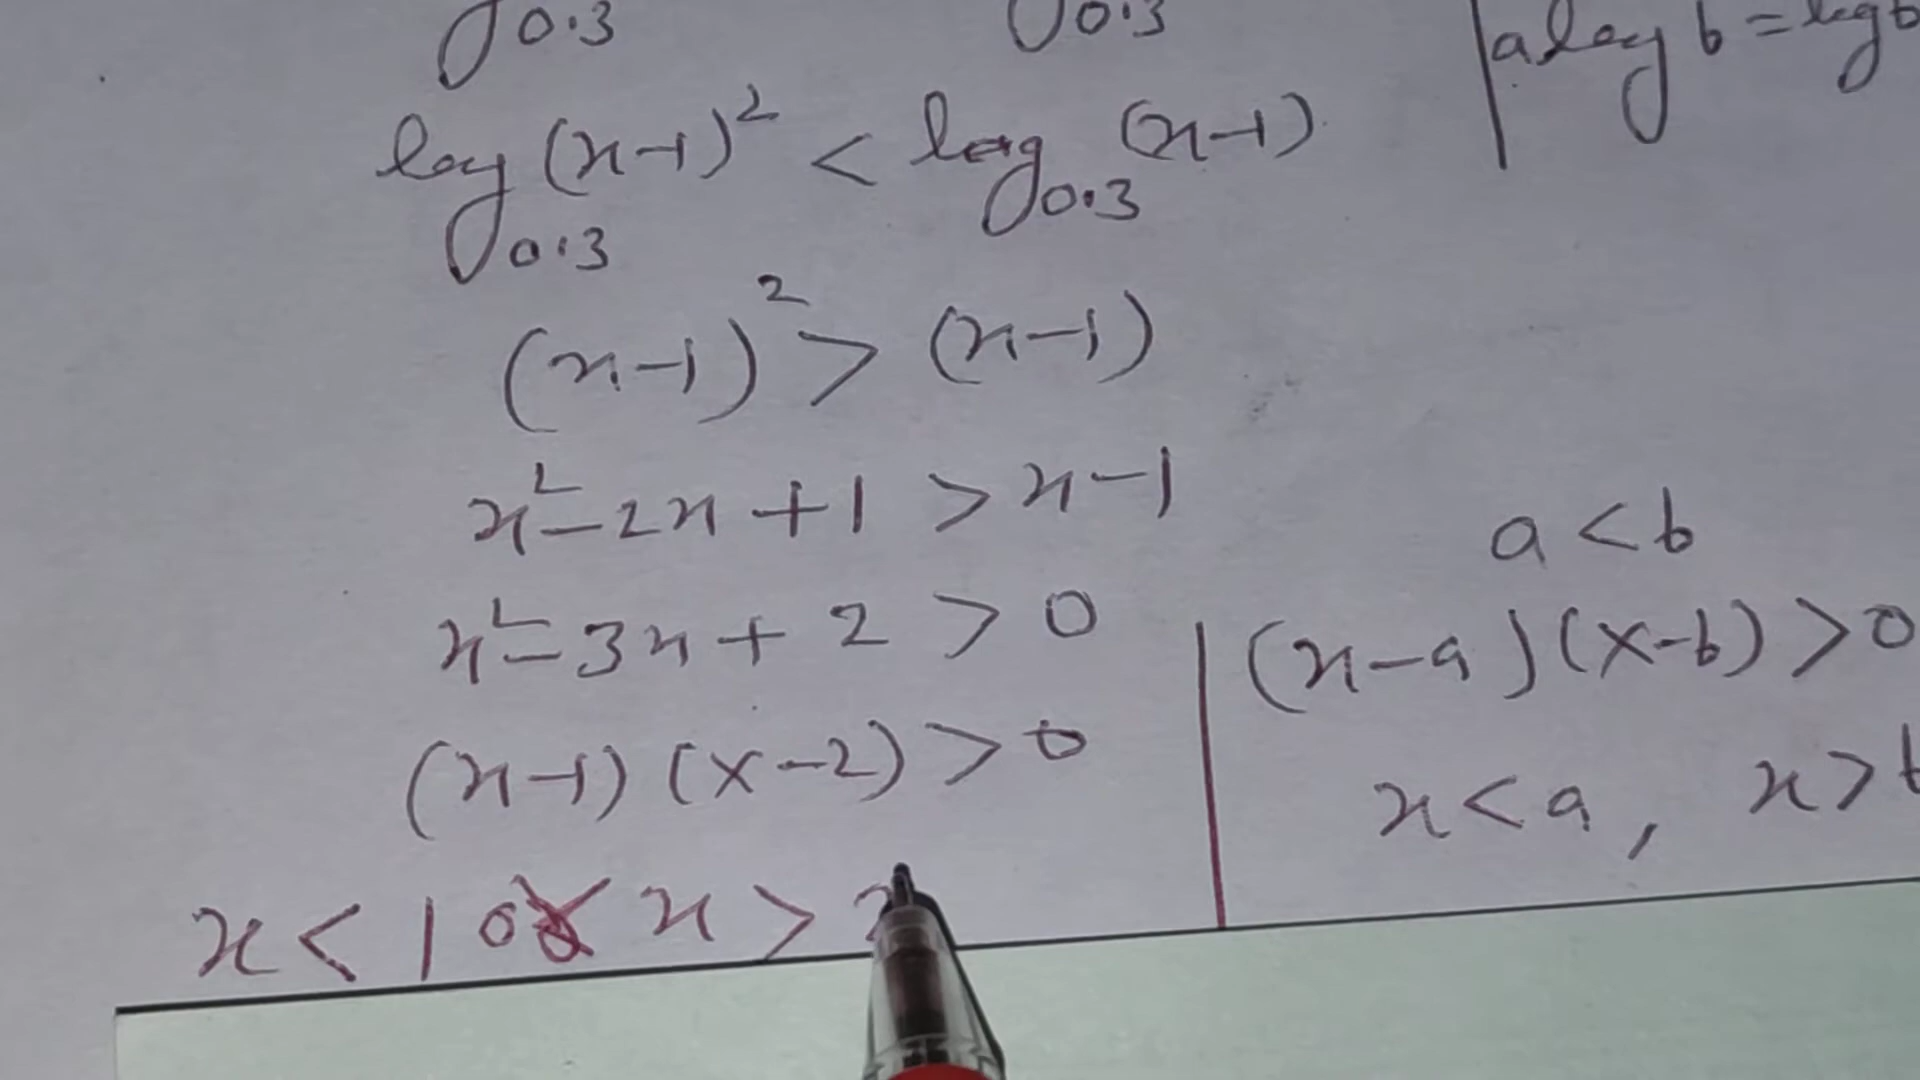 0.3 0.3
a log b = log b
log (x-1)² < log (x-1)
0.3 0.3
(x-1)² > (x-1)
x² - 2x + 1 > x - 1
x² - 3x + 2 > 0
(x-1) (x-2) > 0
x < 1 x > 2
a < b
(x-a) (x-b) > 0
x < a , x >